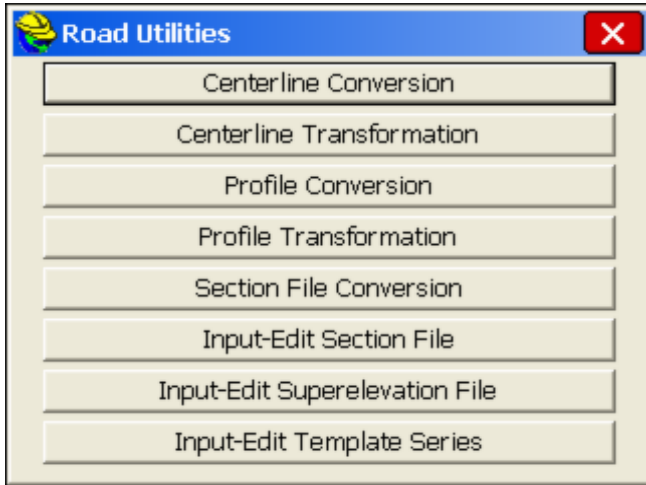 Road Utilities
Centerline Conversion
Centerline Transformation
Profile Conversion
Profile Transformation
Section File Conversion
Input-Edit Section File
Input-Edit Superelevation File
Input-Edit Template Series